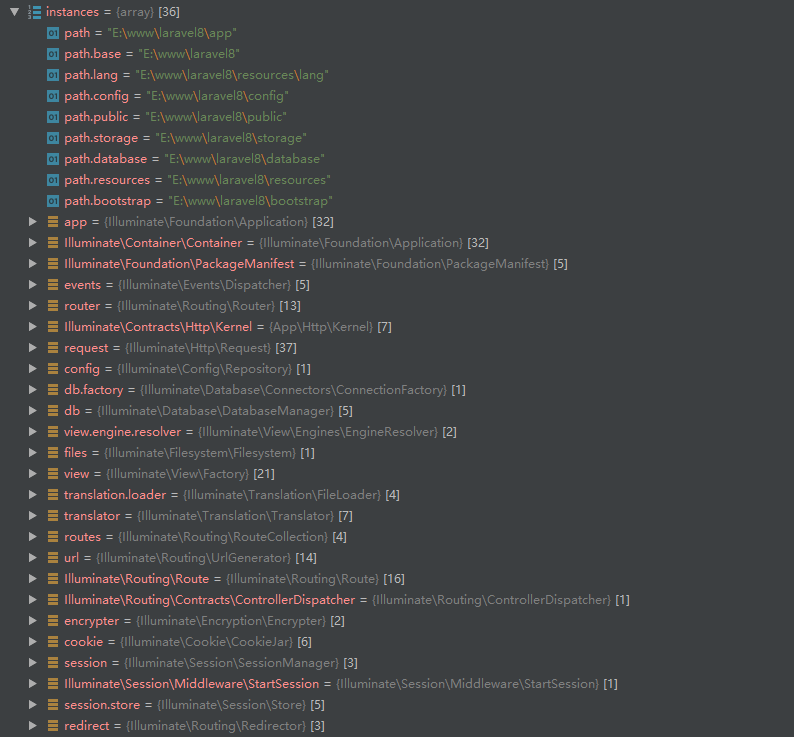 instances = {array} [36]
path = "E:\www\laravel8\app"
path.base = "E:\www\laravel8"
path.lang = "E:\www\laravel8\resources\lang"
path.config = "E:\www\laravel8\config"
path.public = "E:\www\laravel8\public"
path.storage = "E:\www\laravel8\storage"
path.database = "E:\www\laravel8\database"
path.resources = "E:\www\laravel8\resources"
path.bootstrap = "E:\www\laravel8\bootstrap"
app = {Illuminate\Foundation\Application} [32]
Illuminate\Container\Container = {Illuminate\Foundation\Application} [32]
Illuminate\Foundation\PackageManifest = {Illuminate\Foundation\PackageManifest} [5]
events = {Illuminate\Events\Dispatcher} [5]
router = {Illuminate\Routing\Router} [13]
Illuminate\Contracts\Http\Kernel = {App\Http\Kernel} [7]
request = {Illuminate\Http\Request} [37]
config = {Illuminate\Config\Repository} [1]
db.factory = {Illuminate\Database\Connectors\ConnectionFactory} [1]
db = {Illuminate\Database\DatabaseManager} [5]
view.engine.resolver = {Illuminate\View\Engines\EngineResolver} [2]
files = {Illuminate\Filesystem\Filesystem} [1]
view = {Illuminate\View\Factory} [21]
translation.loader = {Illuminate\Translation\FileLoader} [4]
translator = {Illuminate\Translation\Translator} [7]
routes = {Illuminate\Routing\RouteCollection} [4]
url = {Illuminate\Routing\UrlGenerator} [14]
Illuminate\Routing\Route = {Illuminate\Routing\Route} [16]
Illuminate\Routing\Contracts\ControllerDispatcher = {Illuminate\Routing\ControllerDispatcher} [1]
encrypter = {Illuminate\Encryption\Encrypter} [2]
cookie = {Illuminate\Cookie\CookieJar} [6]
session = {Illuminate\Session\SessionManager} [3]
Illuminate\Session\Middleware\StartSession = {Illuminate\Session\Middleware\StartSession} [1]
session.store = {Illuminate\Session\Store} [5]
redirect = {Illuminate\Routing\Redirector} [3]